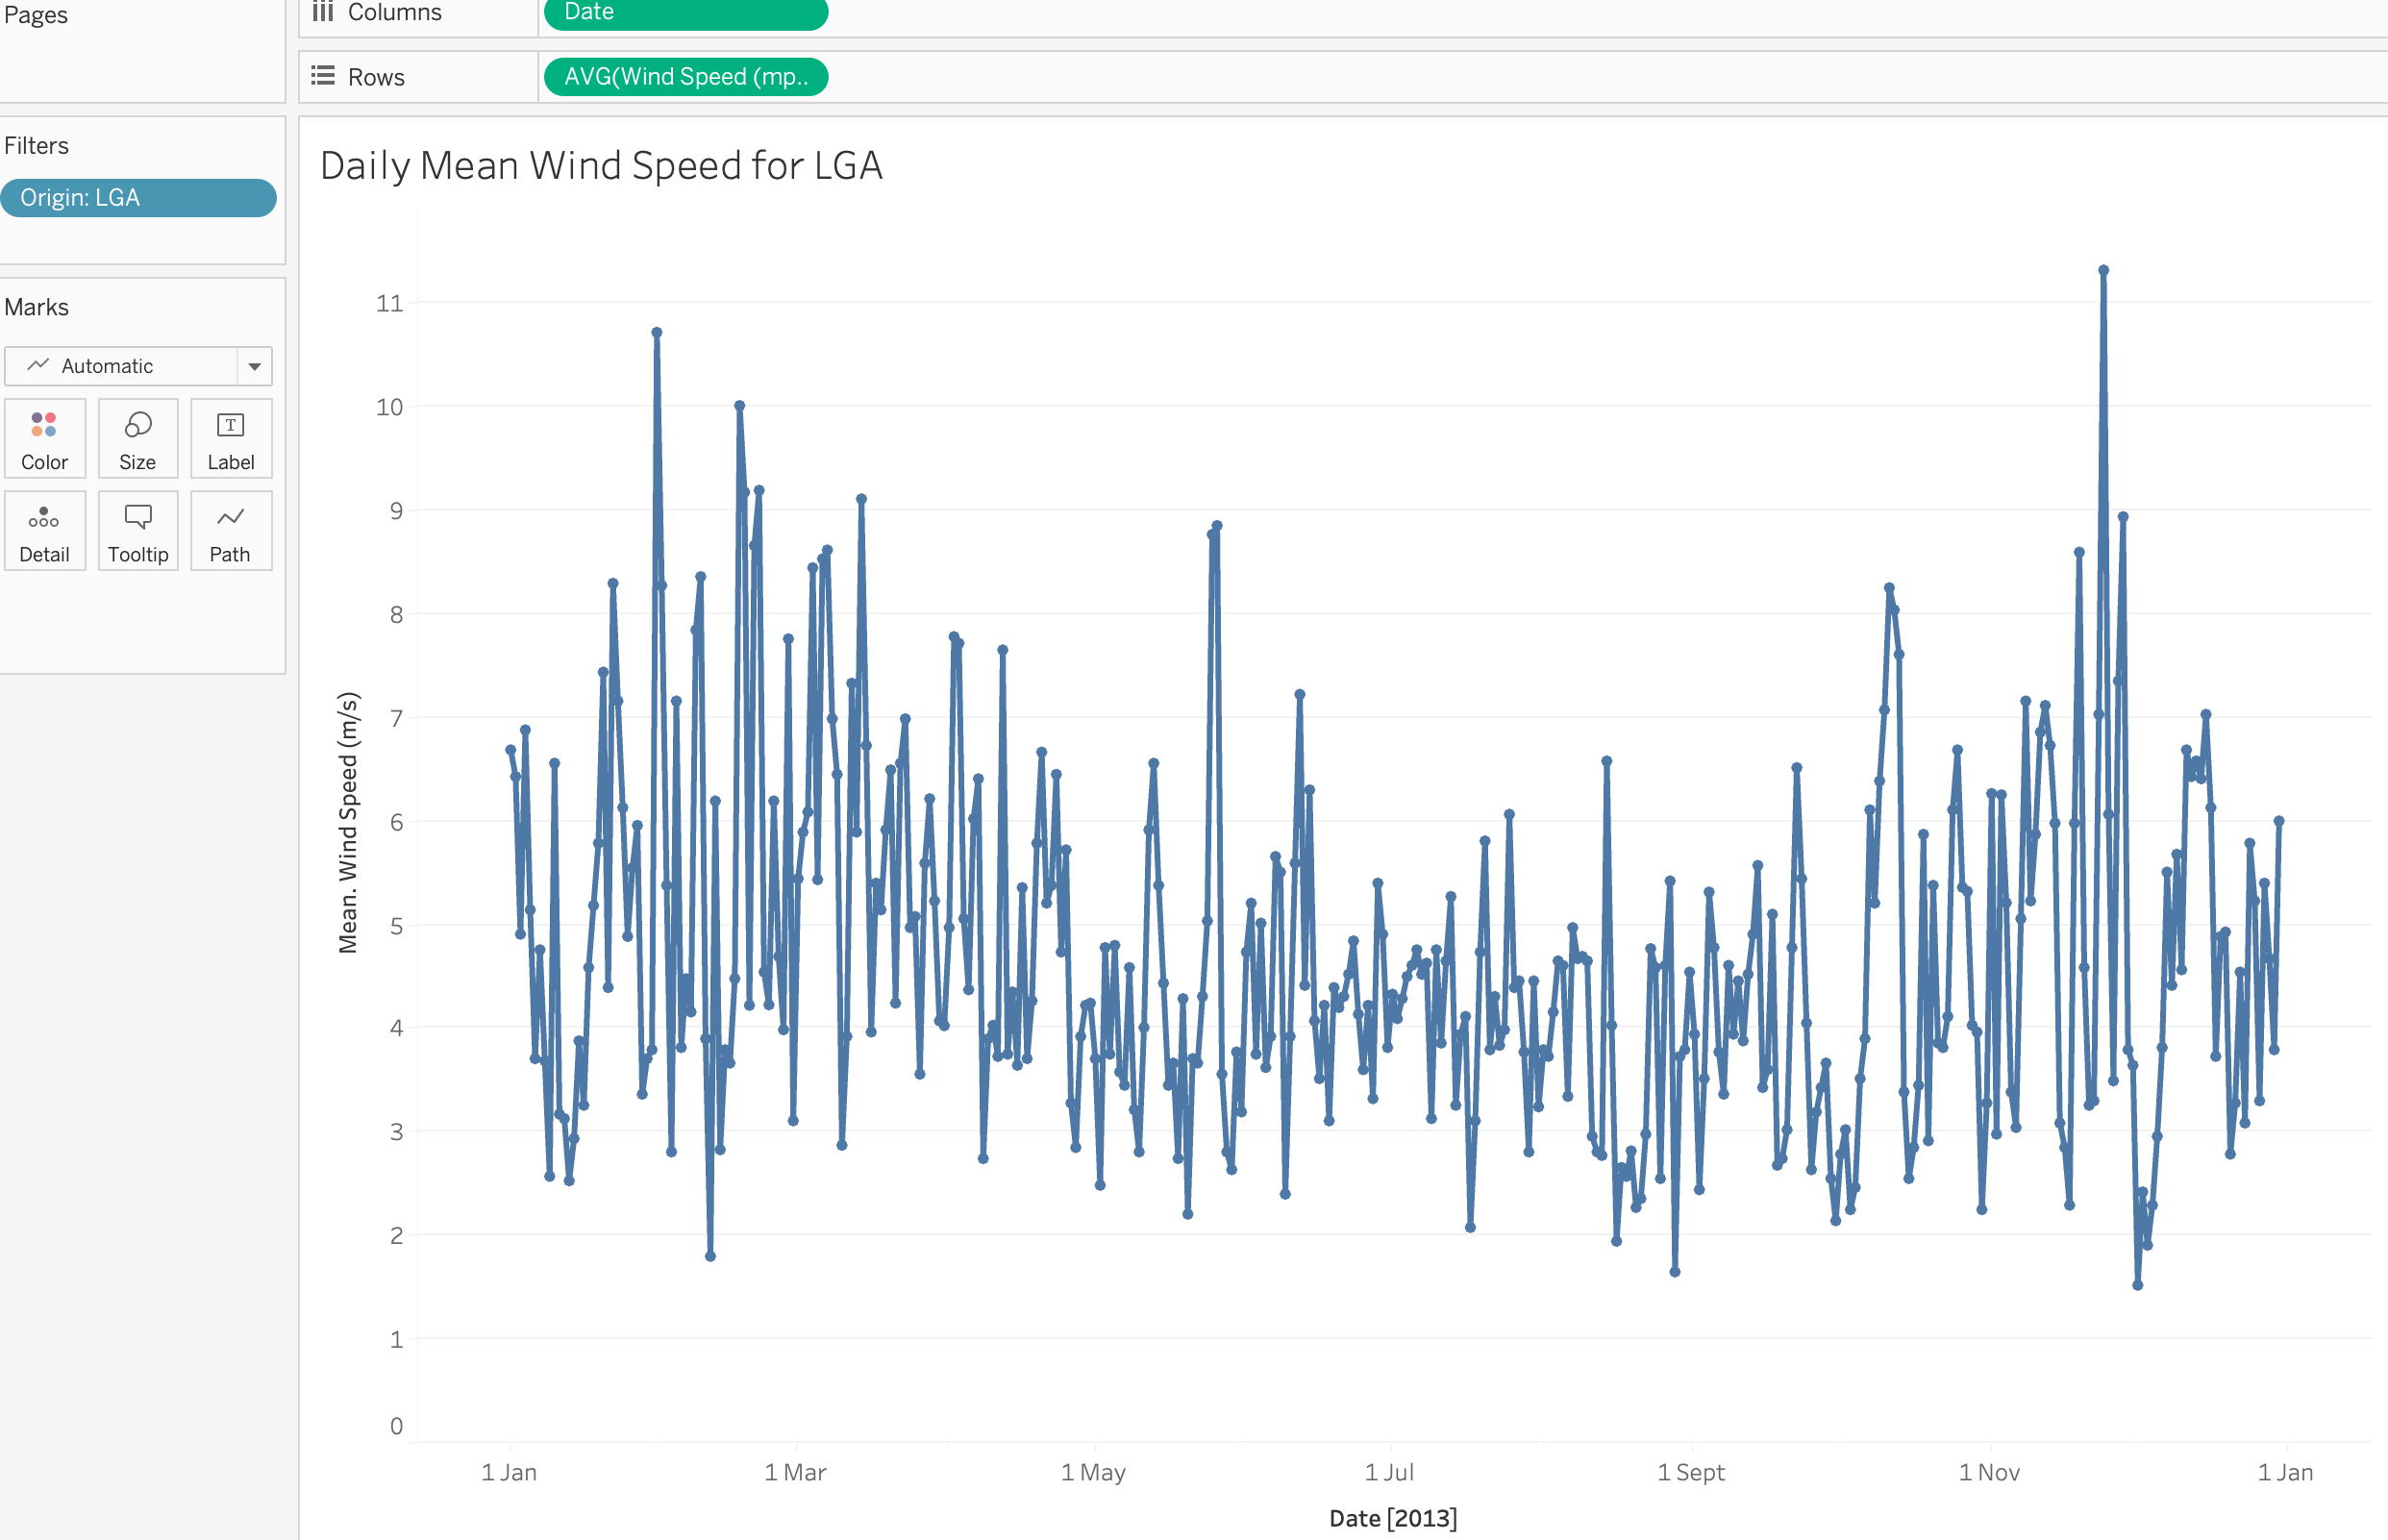 Pages
Columns
Date
Rows
AVG(Wind Speed (mp..
Filters
Origin: LGA
Marks
Automatic
Color
Size
T
Label
Detail
Tooltip
Path
Daily Mean Wind Speed for LGA
Mean. Wind Speed (m/s)
11
10
9
8
7
6
5
4
3
2
1
0
1 Jan
1 Mar
1 May
1 Jul
1 Sept
1 Nov
1 Jan
Date [2013]